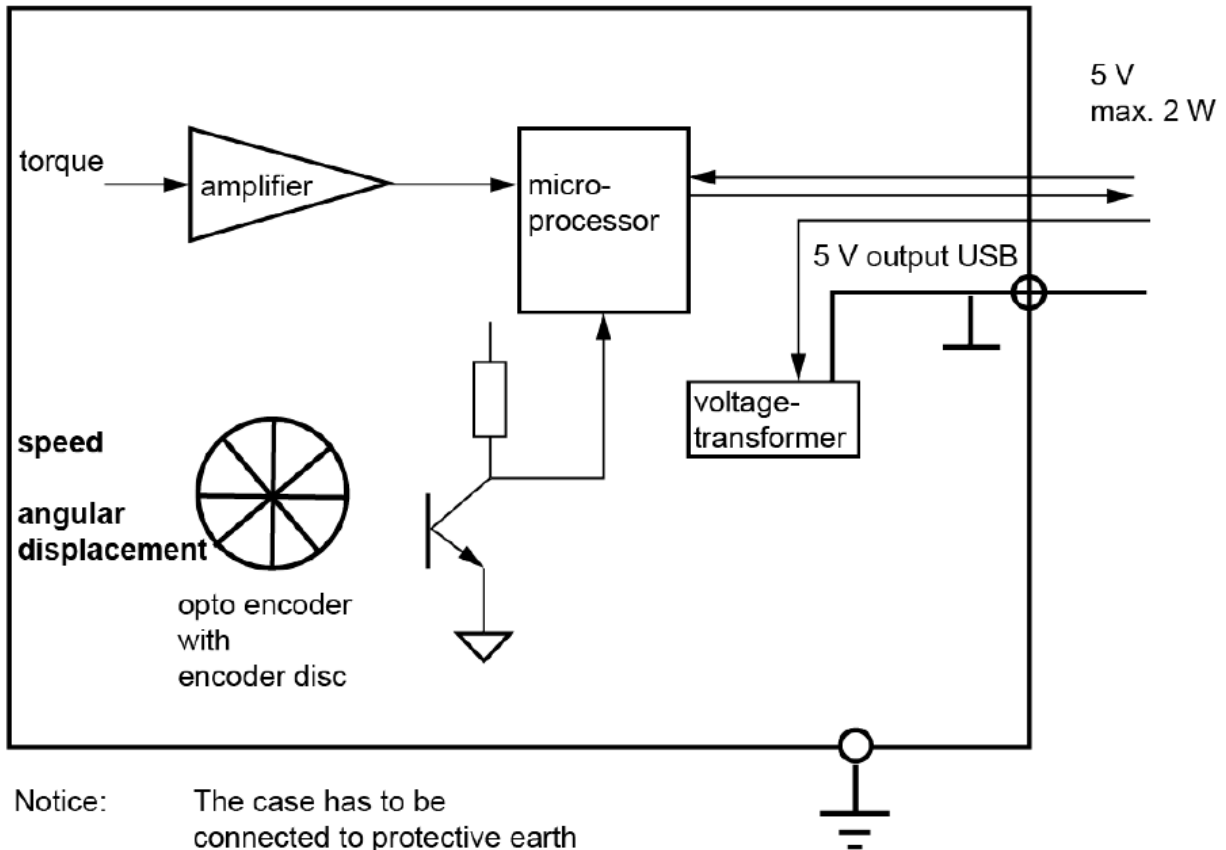 5 V
max. 2 W
torque
amplifier
micro-
processor
5 V output USB
voltage-
transformer
speed
angular
displacement
opto encoder
with
encoder disc
Notice: The case has to be
connected to protective earth